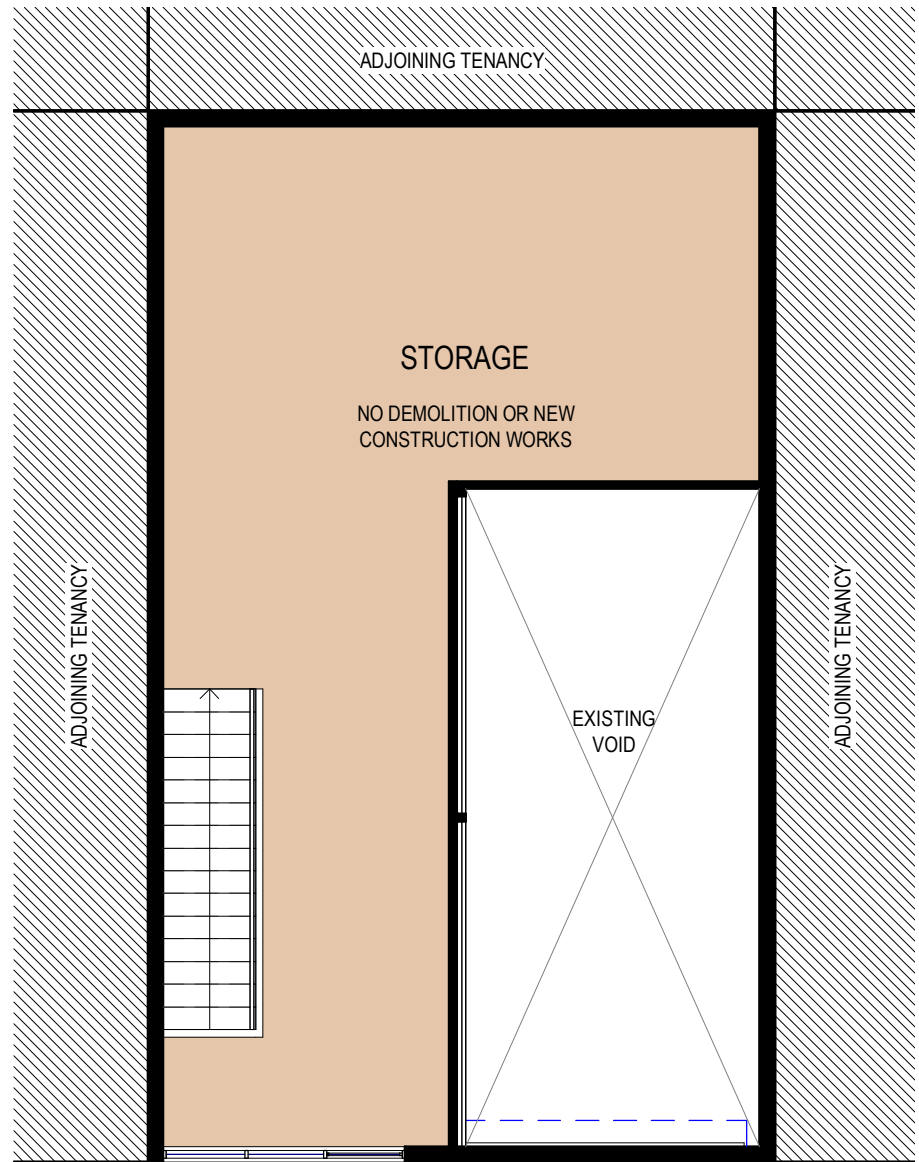 ADJOINING TENANCY
STORAGE
NO DEMOLITION OR NEW
CONSTRUCTION WORKS
ADJOINING TENANCY
EXISTING
VOID
ADJOINING TENANCY